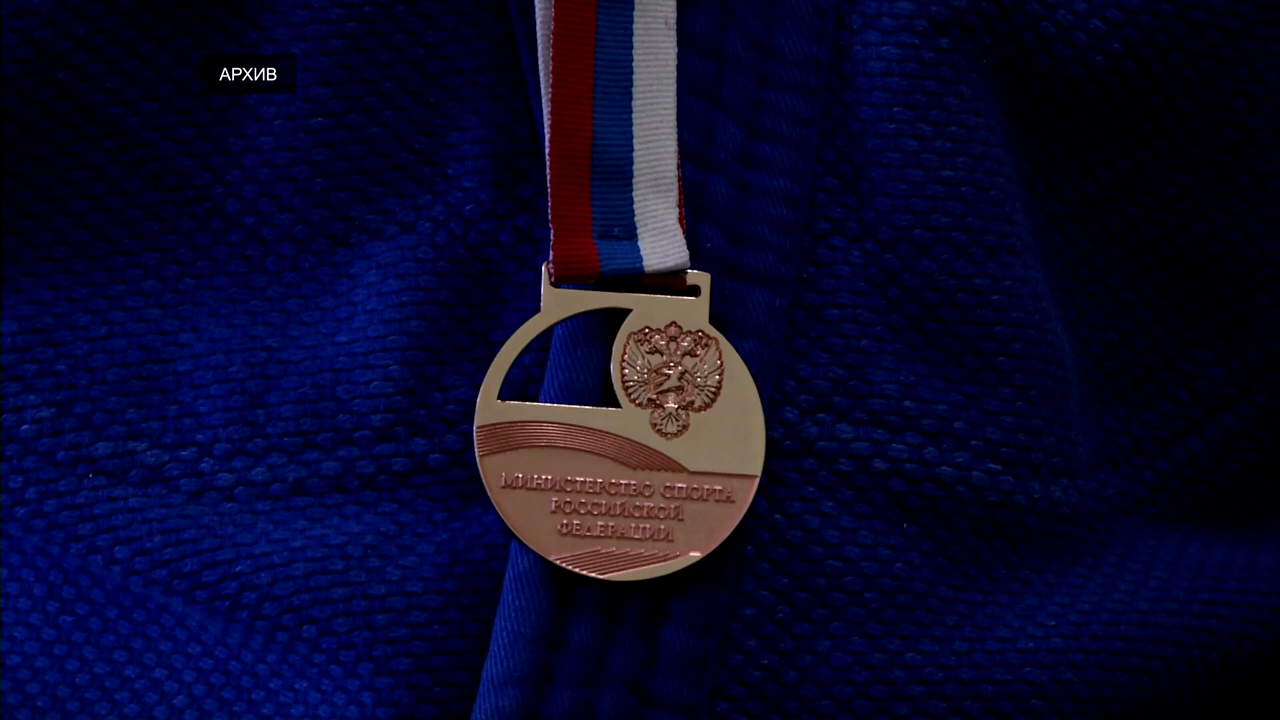 АРХИВ
МИНИСТЕРСТВО СПОРТА
РОССИЙСКОЙ
ФЕДЕРАЦИИ